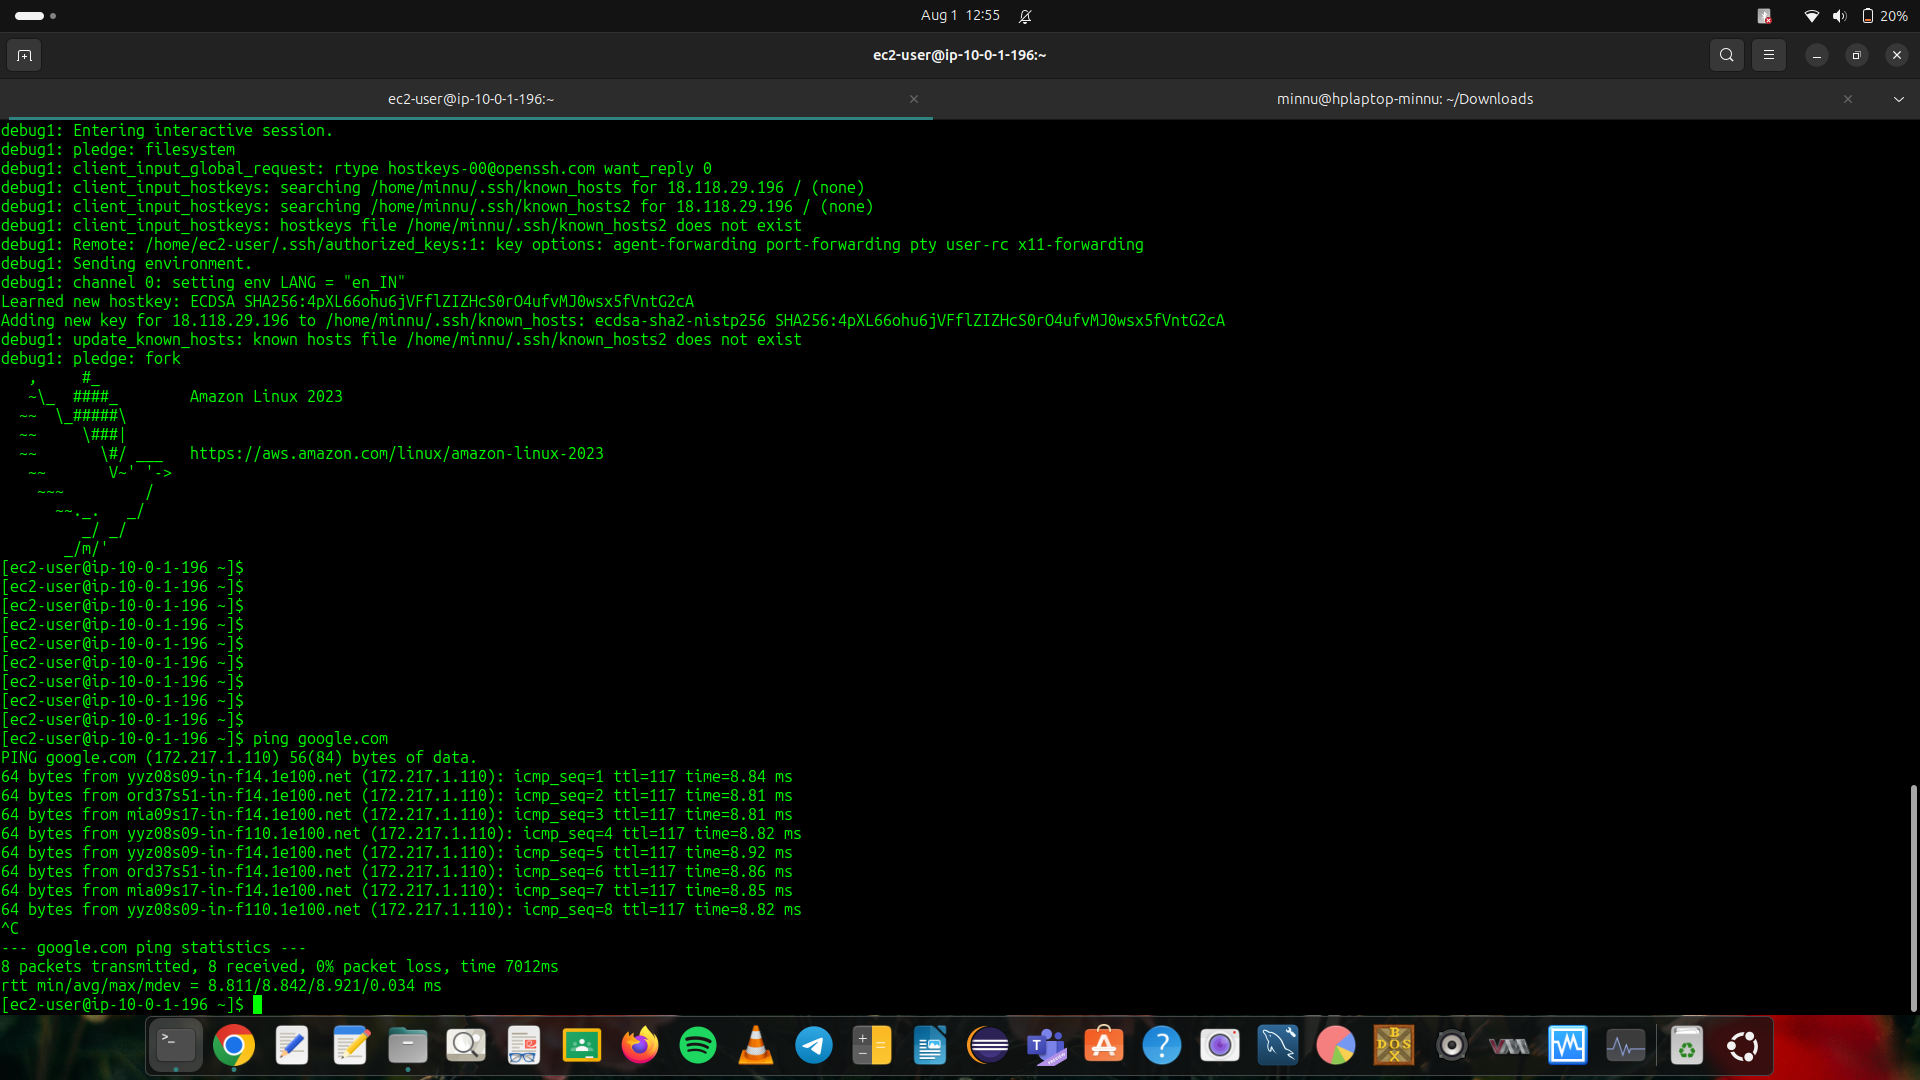 Aug 1 12:55
20%
ec2-user@ip-10-0-1-196:~
ec2-user@ip-10-0-1-196:~
minnu@hplaptop-minnu: ~/Downloads
debug1: Entering interactive session.
debug1: pledge: filesystem
debug1: client_input_global_request: rtype hostkeys-00@openssh.com want_reply 0
debug1: client_input_hostkeys: searching /home/minnu/.ssh/known_hosts for 18.118.29.196 / (none)
debug1: client_input_hostkeys: searching /home/minnu/.ssh/known_hosts2 for 18.118.29.196 / (none)
debug1: client_input_hostkeys: hostkeys file /home/minnu/.ssh/known_hosts2 does not exist
debug1: Remote: /home/ec2-user/.ssh/authorized_keys:1: key options: agent-forwarding port-forwarding pty user-rc x11-forwarding
debug1: Sending environment.
debug1: channel 0: setting env LANG = "en_IN"
Learned new hostkey: ECDSA SHA256:4pXL66ohu6jVFflZIZHcS0rO4ufvMJ0wsx5fVntG2cA
Adding new key for 18.118.29.196 to /home/minnu/.ssh/known_hosts: ecdsa-sha2-nistp256 SHA256:4pXL66ohu6jVFflZIZHcS0rO4ufvMJ0wsx5fVntG2cA
debug1: update_known_hosts: known hosts file /home/minnu/.ssh/known_hosts2 does not exist
debug1: pledge: fork
   ,     #_
   ~\_  ####_        Amazon Linux 2023
  ~~  \_#####\
  ~~     \###|
  ~~       \#/ ___   https://aws.amazon.com/linux/amazon-linux-2023
   ~~       V~' '->
    ~~~         /
      ~~._.   _/
         _/ _/
       _/m/'
[ec2-user@ip-10-0-1-196 ~]$
[ec2-user@ip-10-0-1-196 ~]$
[ec2-user@ip-10-0-1-196 ~]$
[ec2-user@ip-10-0-1-196 ~]$
[ec2-user@ip-10-0-1-196 ~]$
[ec2-user@ip-10-0-1-196 ~]$
[ec2-user@ip-10-0-1-196 ~]$
[ec2-user@ip-10-0-1-196 ~]$
[ec2-user@ip-10-0-1-196 ~]$
[ec2-user@ip-10-0-1-196 ~]$ ping google.com
PING google.com (172.217.1.110) 56(84) bytes of data.
64 bytes from yyz08s09-in-f14.1e100.net (172.217.1.110): icmp_seq=1 ttl=117 time=8.84 ms
64 bytes from ord37s51-in-f14.1e100.net (172.217.1.110): icmp_seq=2 ttl=117 time=8.81 ms
64 bytes from mia09s17-in-f14.1e100.net (172.217.1.110): icmp_seq=3 ttl=117 time=8.81 ms
64 bytes from yyz08s09-in-f110.1e100.net (172.217.1.110): icmp_seq=4 ttl=117 time=8.82 ms
64 bytes from yyz08s09-in-f14.1e100.net (172.217.1.110): icmp_seq=5 ttl=117 time=8.92 ms
64 bytes from ord37s51-in-f14.1e100.net (172.217.1.110): icmp_seq=6 ttl=117 time=8.86 ms
64 bytes from mia09s17-in-f14.1e100.net (172.217.1.110): icmp_seq=7 ttl=117 time=8.85 ms
64 bytes from yyz08s09-in-f110.1e100.net (172.217.1.110): icmp_seq=8 ttl=117 time=8.82 ms
^C
--- google.com ping statistics ---
8 packets transmitted, 8 received, 0% packet loss, time 7012ms
rtt min/avg/max/mdev = 8.811/8.842/8.921/0.034 ms
[ec2-user@ip-10-0-1-196 ~]$